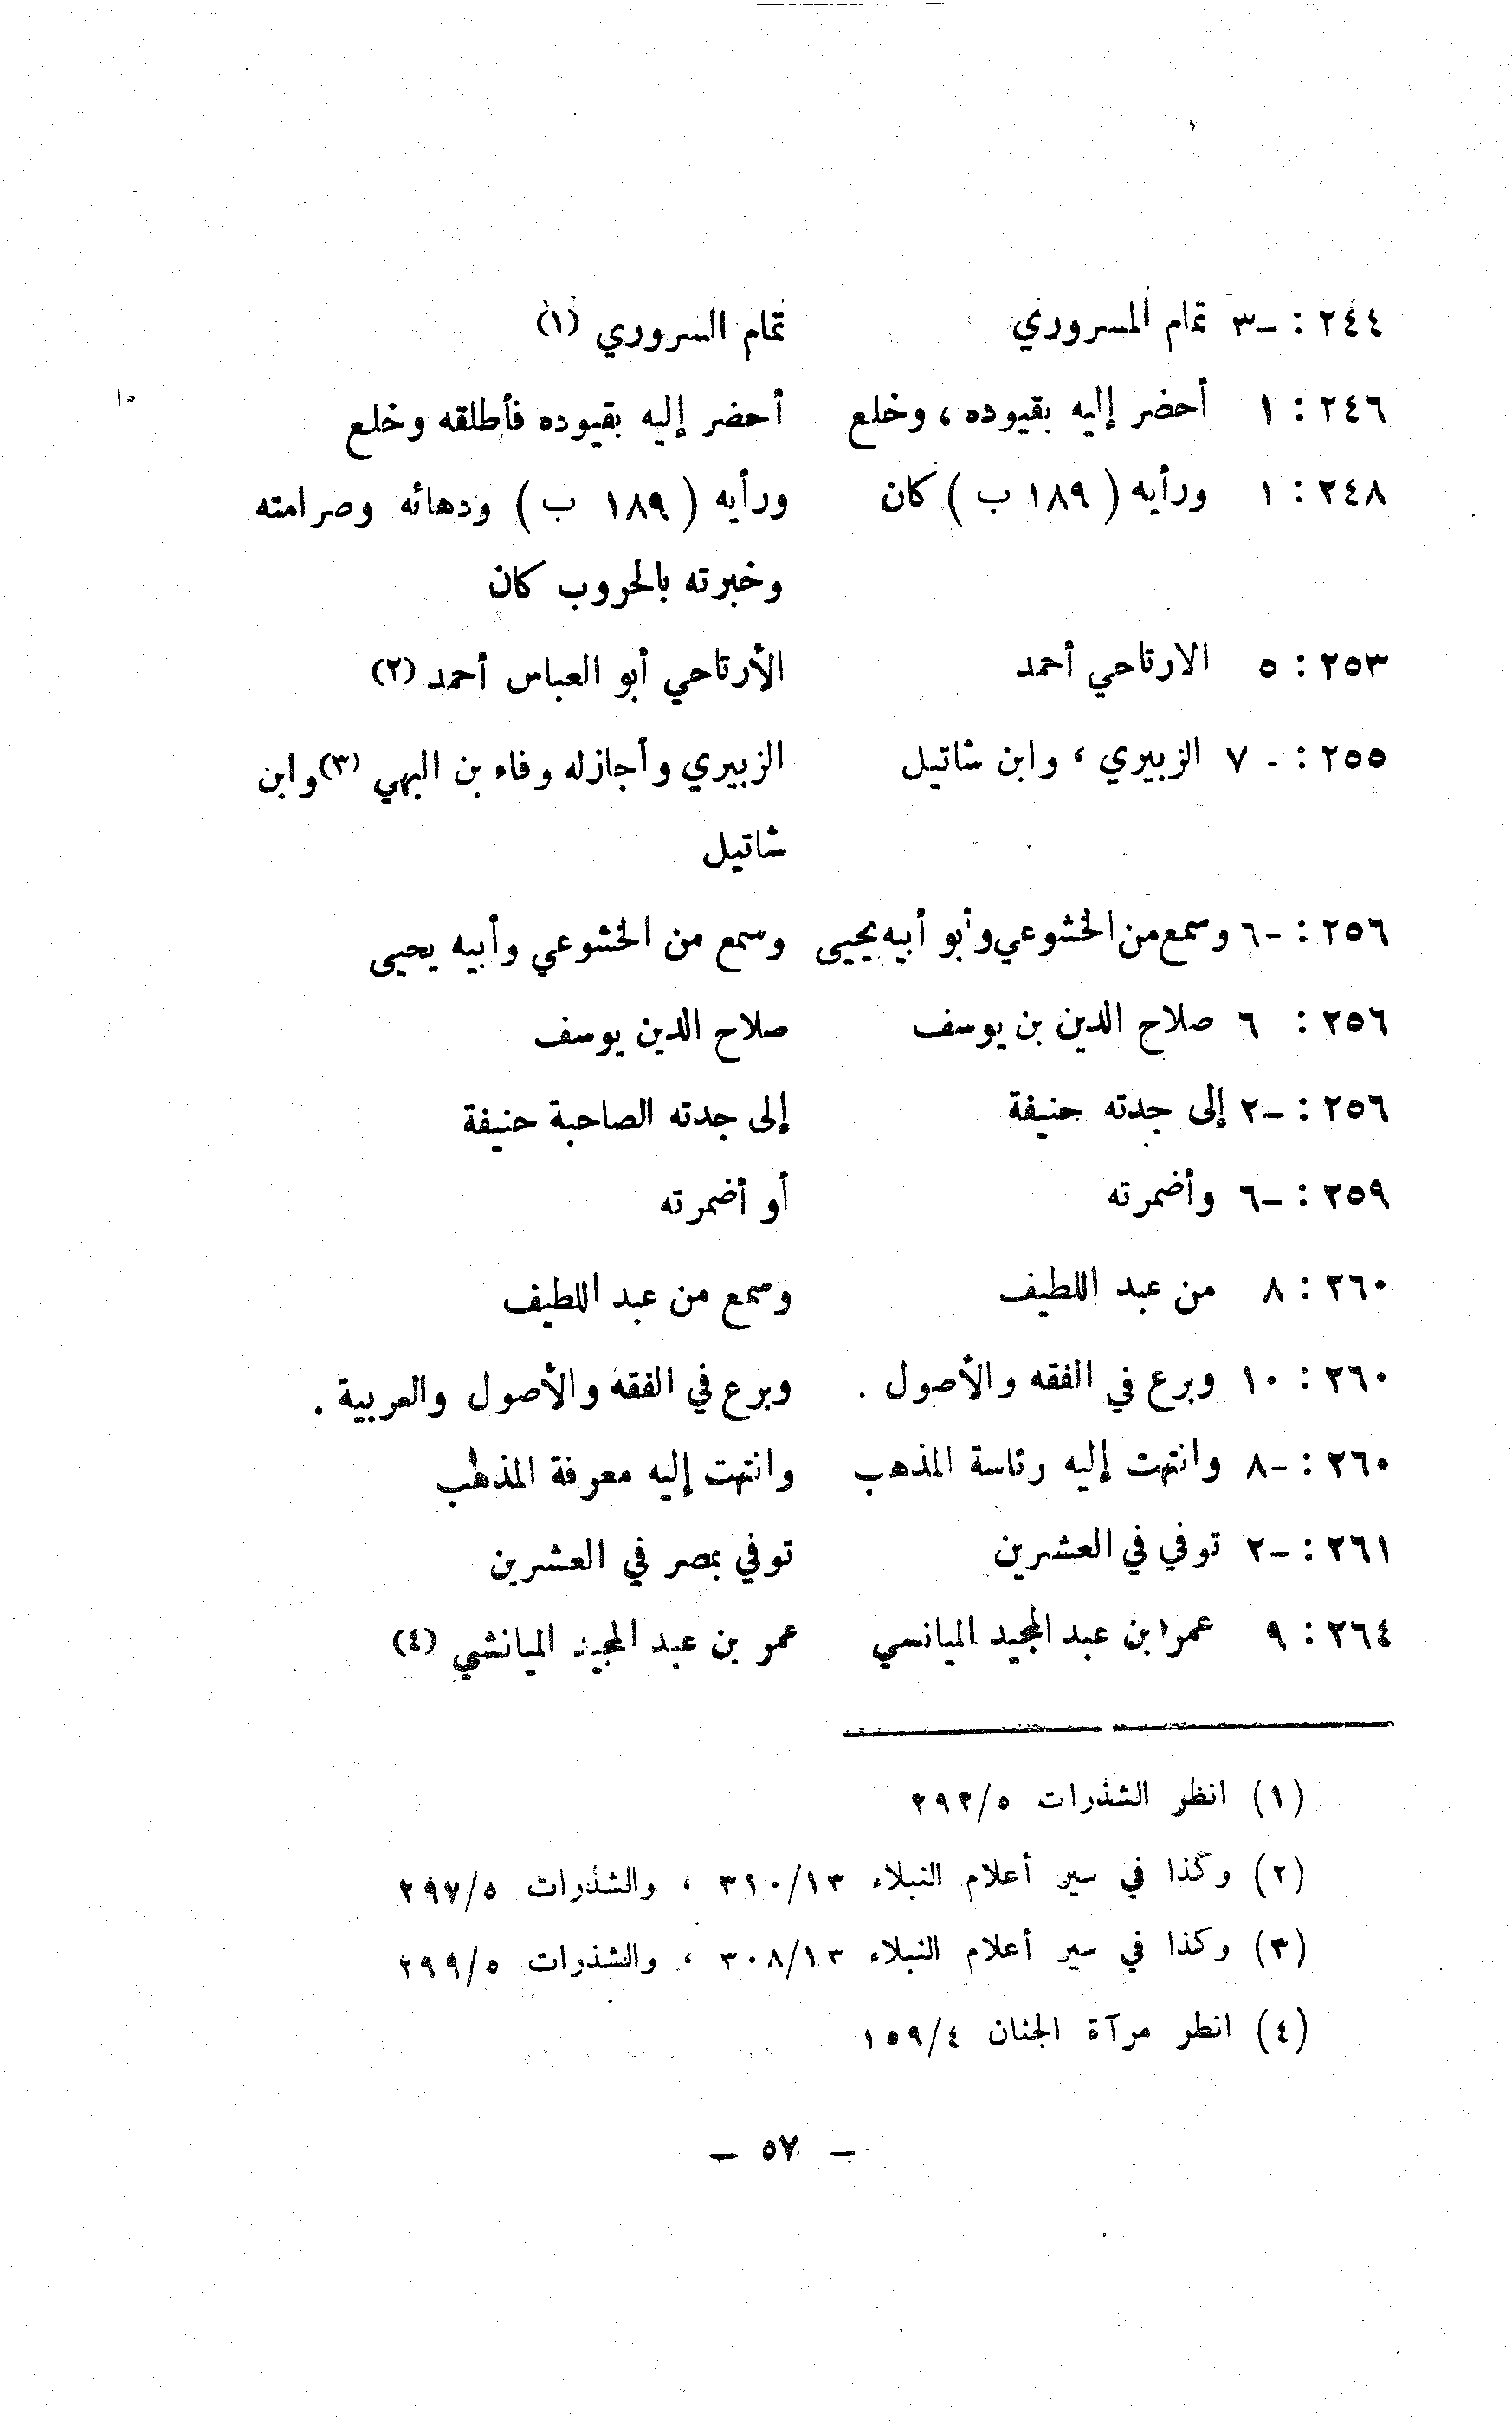 ٢٤٤ : –٣ تمام المسروري تمام السروري (١)
٢٤٦ : ١ أحضر إليه بقيوده ، وخلع أحضر إليه بقيوده فأطلقه وخلع
٢٤٨ : ١ ورأيه ( ١٨٩ ب ) كان ورأيه ( ١٨٩ ب ) ودهائه وصرامته
وخبرته بالحروب كان
٢٥٣ : ٥ الارتاحي أحمد الأرتاحي أبو العباس أحمد (٢)
٢٥٥ : - ٧ الزبيري ، وابن شاتيل الزبيري وأجازله وفاء بن البهي (٣) وابن
شاتيل
٢٥٦ : –٦ وسمع من الخشوعي وأبو أبيه يحيى وسمع من الخشوعي وأبيه يحيى
٢٥٦ : ٦ صلاح الدين بن يوسف صلاح الدين يوسف
٢٥٦ : –٢ إلى جدته حنيفة إلى جدته الصاحبة حنيفة
٢٥٩ : –٦ وأضمرته أو أضمرته
٢٦٠ : ٨ من عبد اللطيف وسمع من عبد اللطيف
٢٦٠ : ١٠ وبرع في الفقه والأصول . وبرع في الفقه والأصول والعربية .
٢٦٠ : –٨ وانتهت إليه رئاسة المذهب وانتهت إليه معرفة المذهب
٢٦١ : –٢ توفي في العشرين توفي بمصر في العشرين
٢٦٤ : ٩ عمر ابن عبد المجيد الميانسي عمر بن عبد المجيد الميانشي (٤)
(١) انظر الشذرات ٢٩٣/٥
(٢) وكذا في سير أعلام النبلاء ٣١٠/١٣ ، والشذرات ٢٩٧/٥
(٣) وكذا في سير أعلام النبلاء ٣٠٨/١٣ ، والشذرات ٢٩٩/٥
(٤) انظر مرآة الجنان ١٥٩/٤
– ٥٧ –